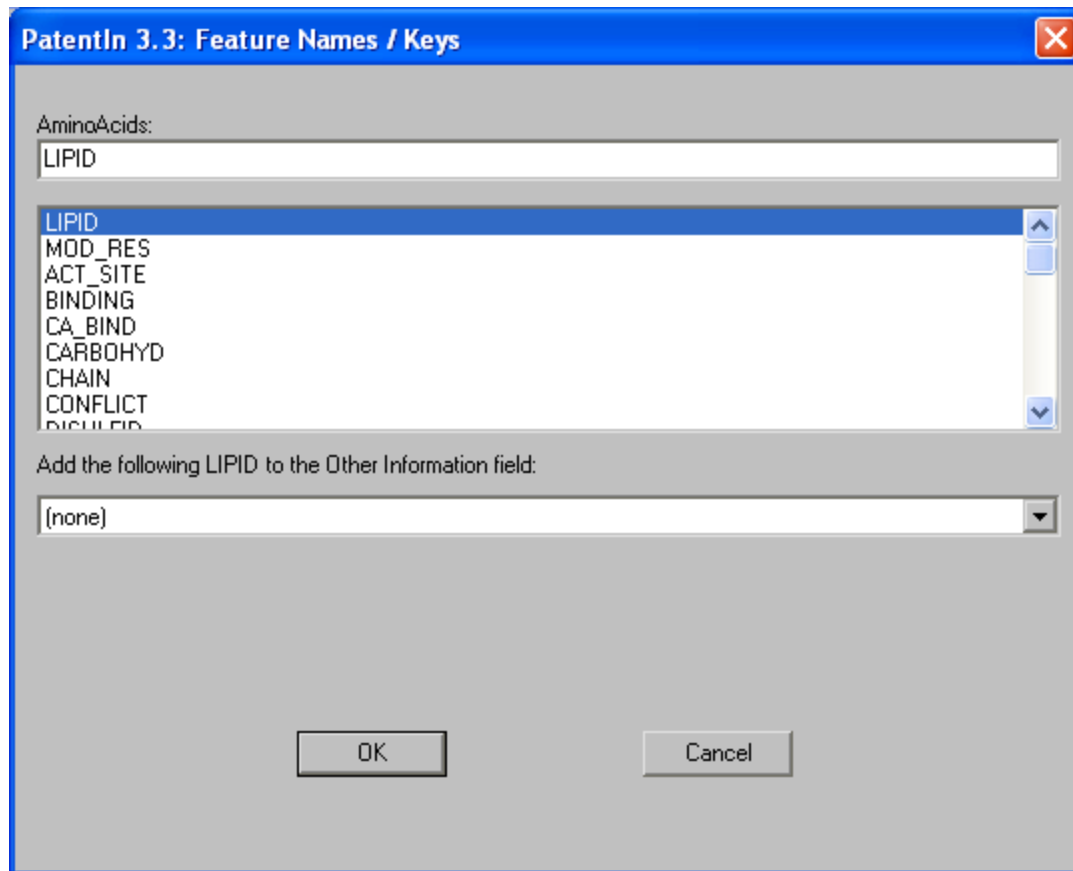 PatentIn 3.3: Feature Names / Keys
AminoAcids:
LIPID
LIPID
MOD_RES
ACT_SITE
BINDING
CA_BIND
CARBOHYD
CHAIN
CONFLICT
Add the following LIPID to the Other Information field:
(none)
OK
Cancel